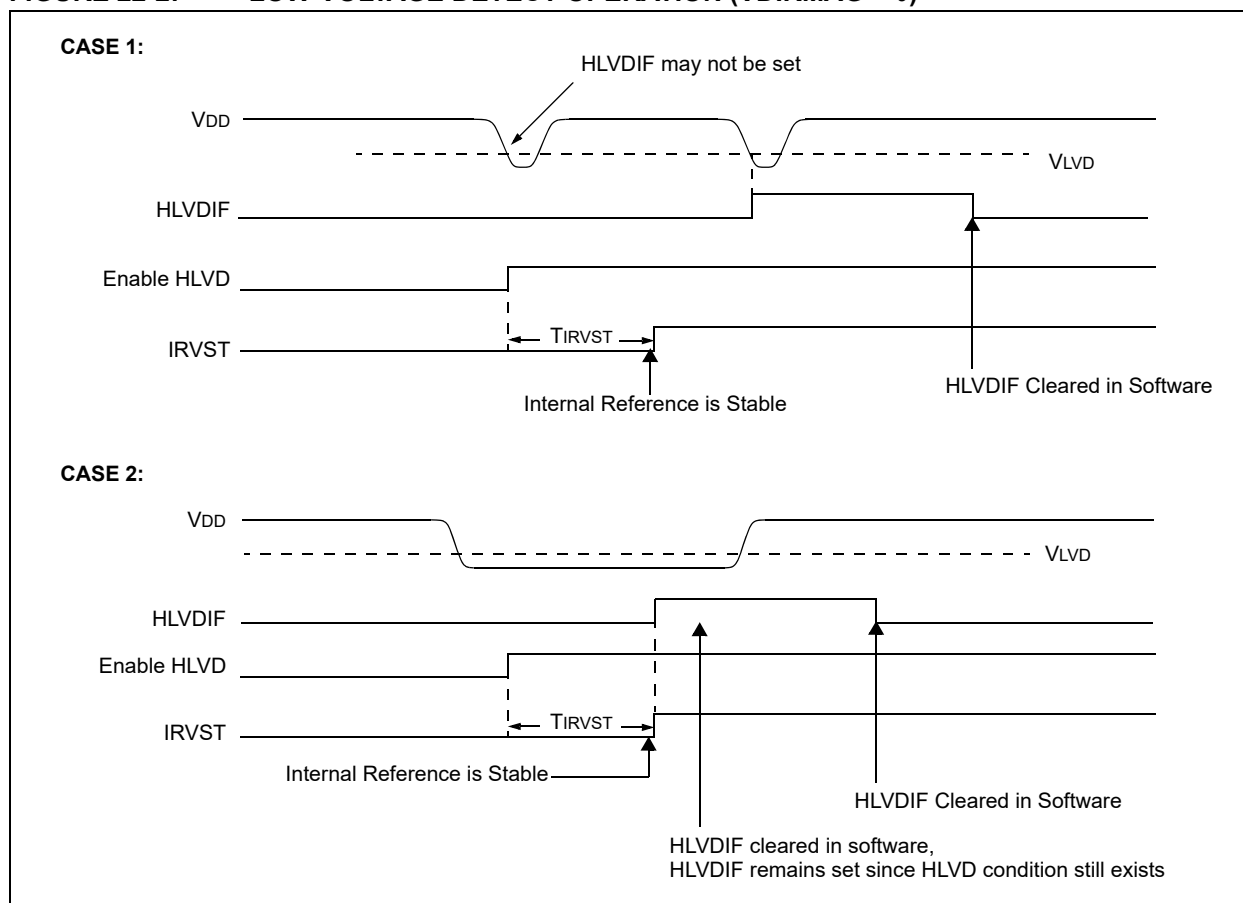 CASE 1:
HLVDIF may not be set
VDD
VLVD
HLVDIF
Enable HLVD
TIRVST
IRVST
HLVDIF Cleared in Software
Internal Reference is Stable
CASE 2:
VDD
VLVD
HLVDIF
Enable HLVD
TIRVST
IRVST
Internal Reference is Stable
HLVDIF Cleared in Software
HLVDIF cleared in software,
HLVDIF remains set since HLVD condition still exists